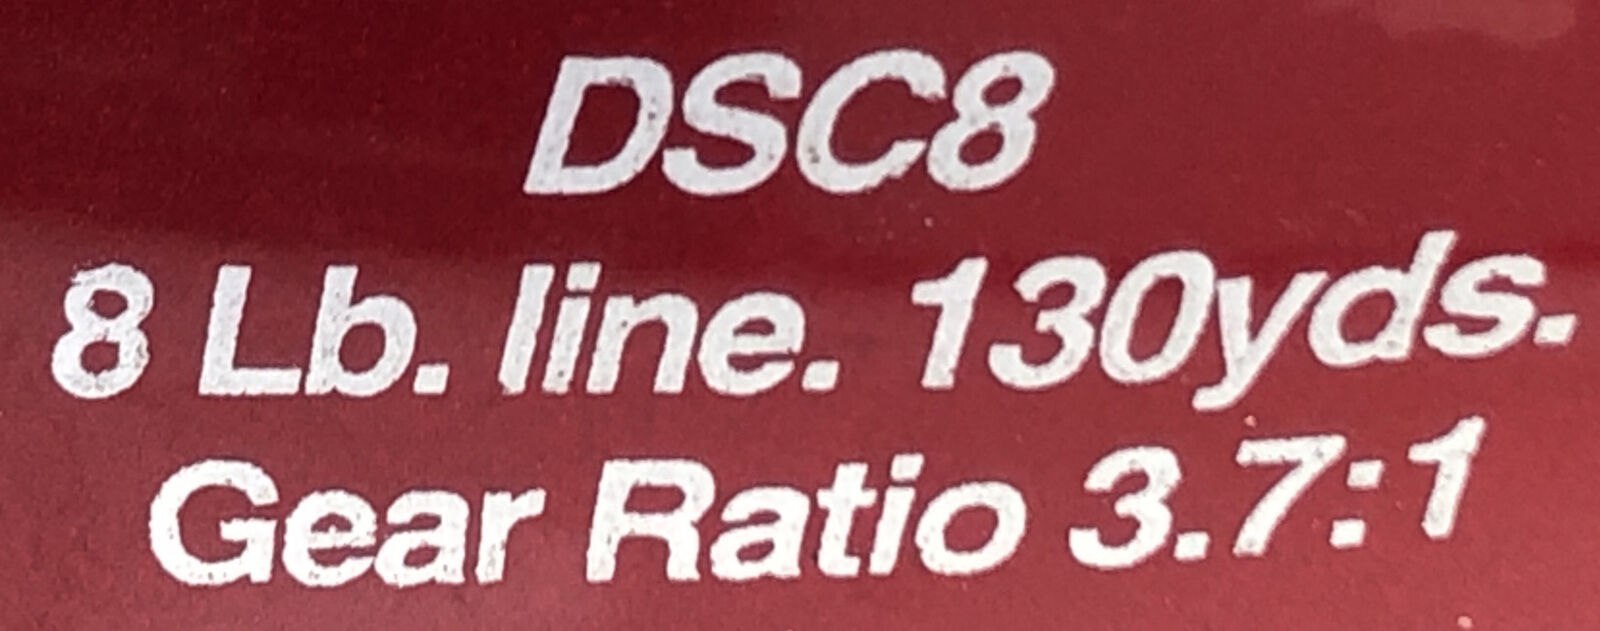 DSC8
8 Lb. line. 130yds.
Gear Ratio 3.7:1